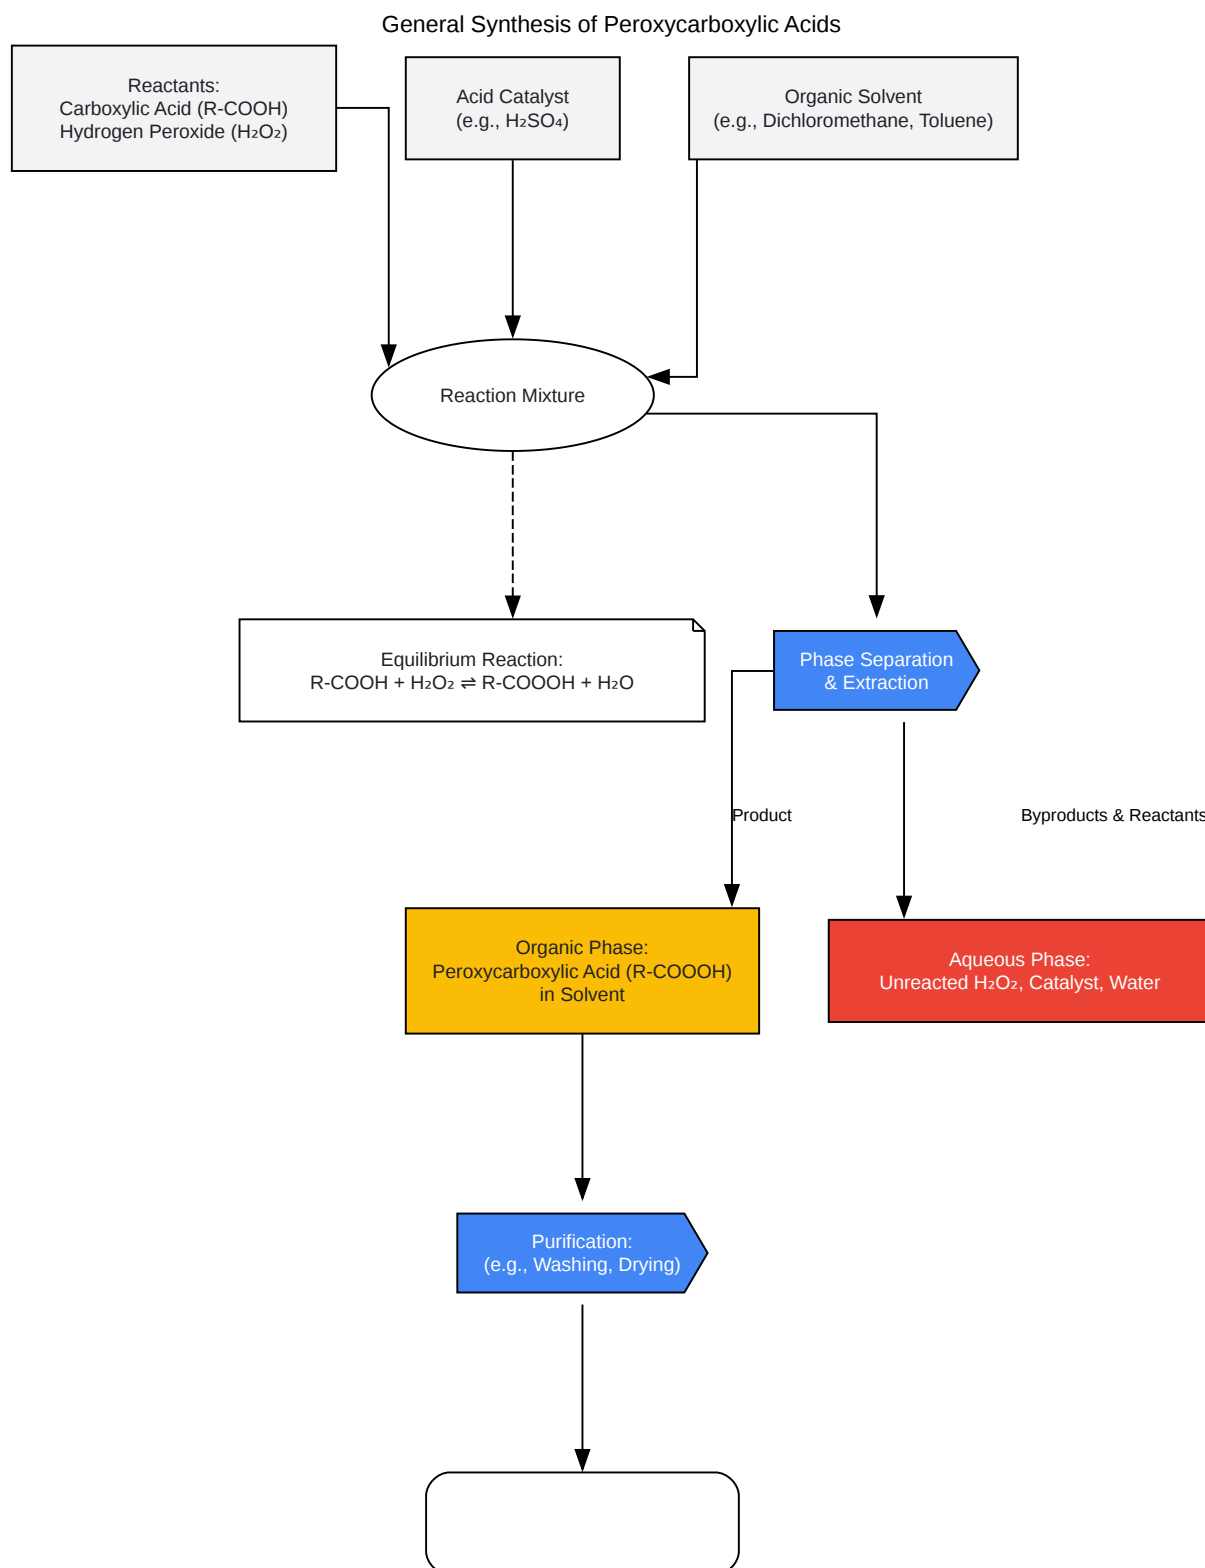 General Synthesis of Peroxycarboxylic Acids
Reactants:
Carboxylic Acid (R-COOH)
Hydrogen Peroxide (H₂O₂)
Acid Catalyst
(e.g., H₂SO₄)
Organic Solvent
(e.g., Dichloromethane, Toluene)
Reaction Mixture
Equilibrium Reaction:
R-COOH + H₂O₂ ⇌ R-COOOH + H₂O
Phase Separation
& Extraction
Product
Byproducts & Reactants
Organic Phase:
Peroxycarboxylic Acid (R-COOOH)
in Solvent
Aqueous Phase:
Unreacted H₂O₂, Catalyst, Water
Purification:
(e.g., Washing, Drying)